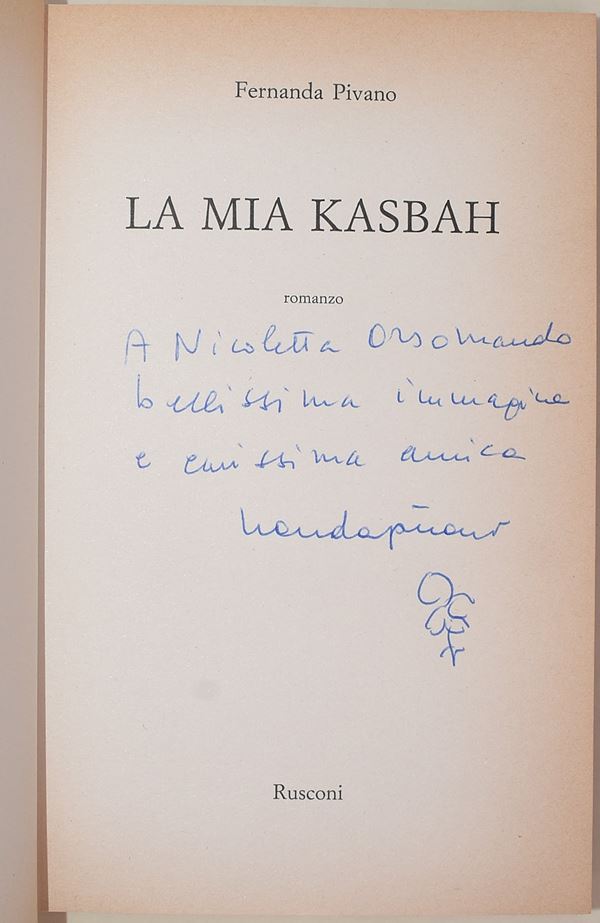 Fernanda Pivano
LA MIA KASBAH
romanzo
A Nicoletta Orsomando
bellissima immagine
e carissima amica
nandapivano
Rusconi